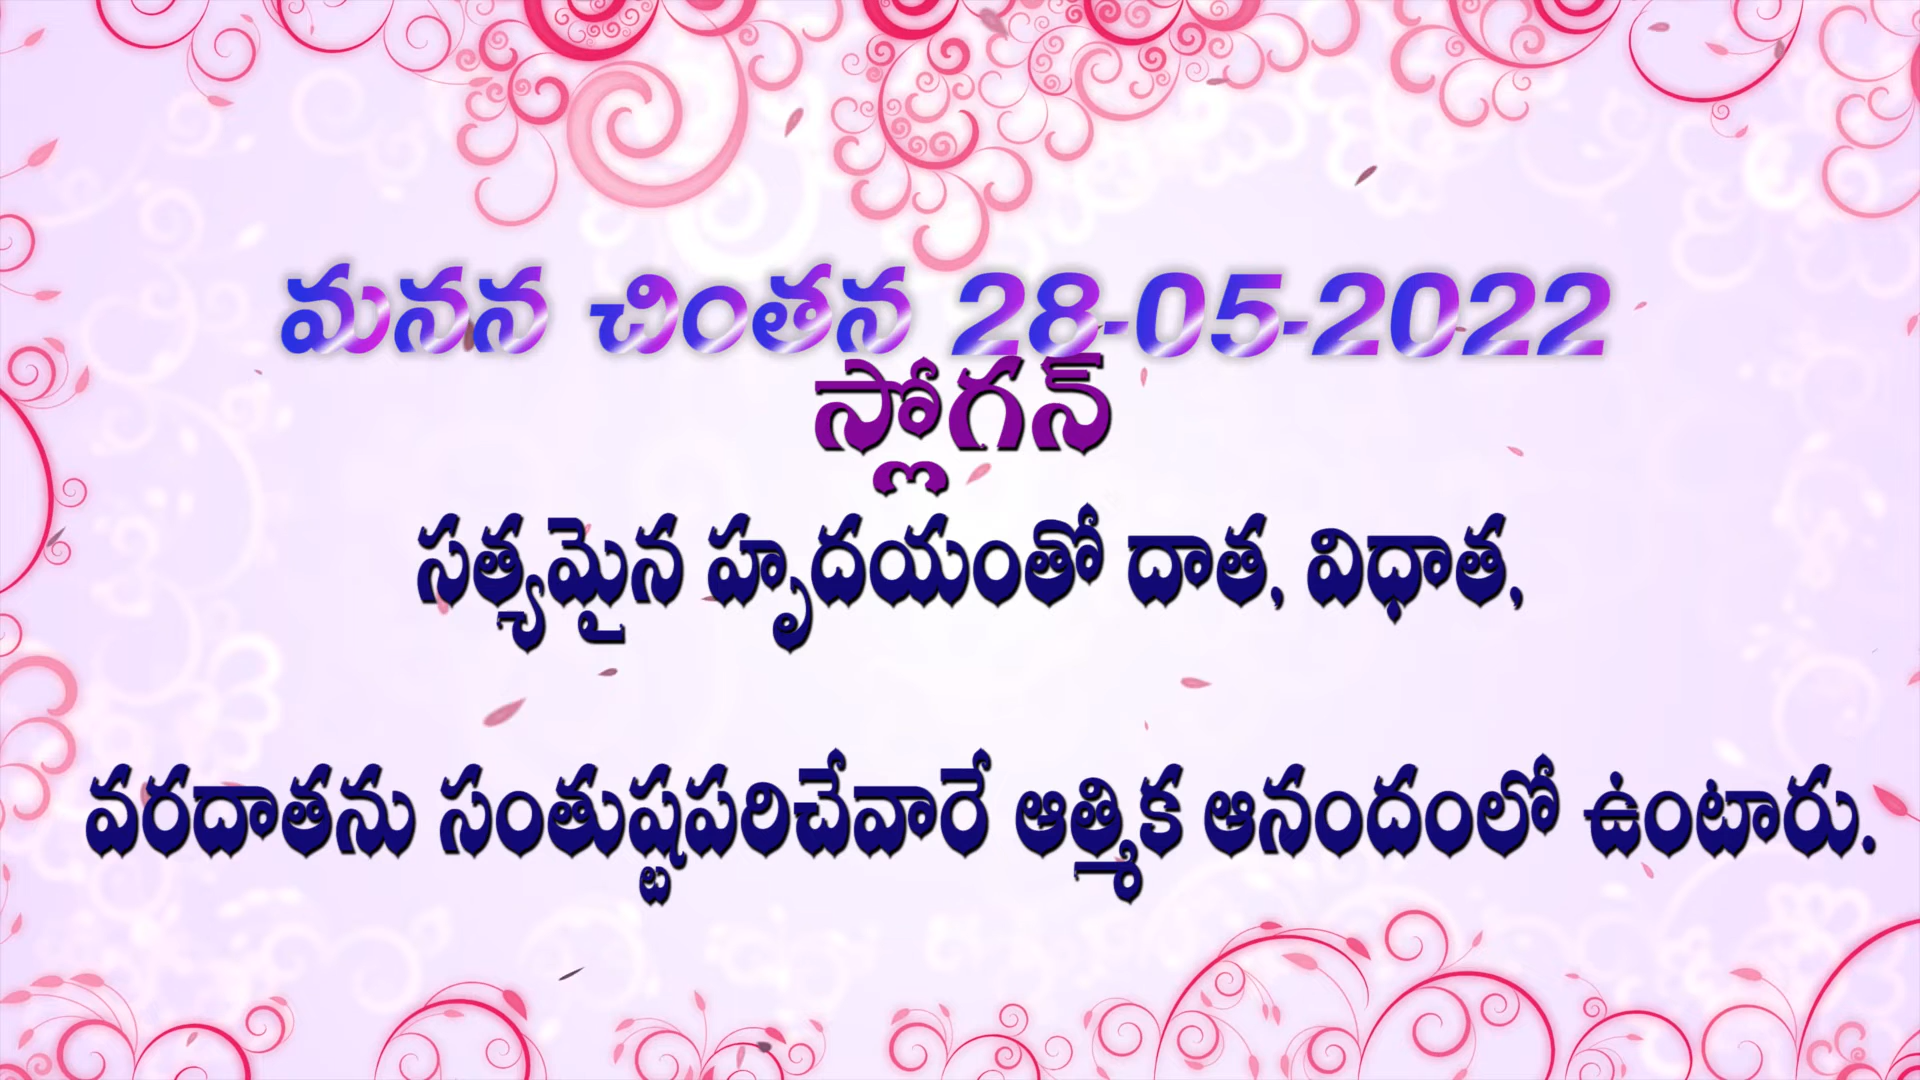 మనన చింతన 28-05-2022
స్లోగన్
సత్యమైన హృదయంతో దాత, విధాత,
వరదాతను సంతుష్టపరిచేవారే ఆత్మిక ఆనందంలో ఉంటారు.